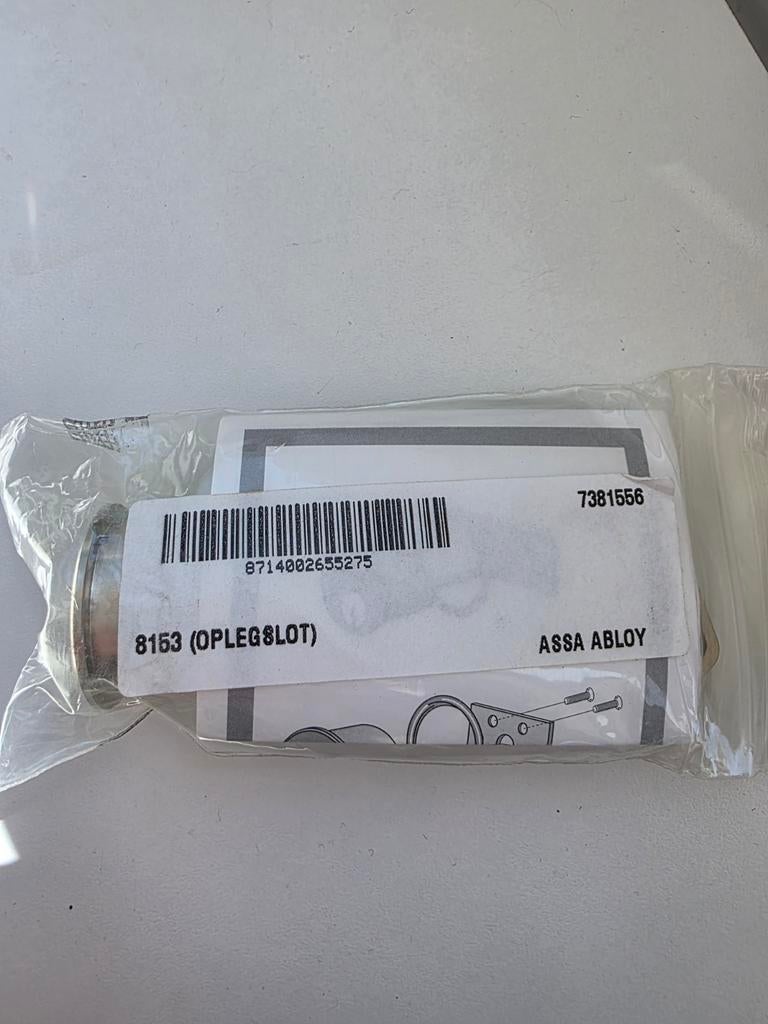 7381556
8714002655275
8153 (OPLEGSLOT)
ASSA ABLOY